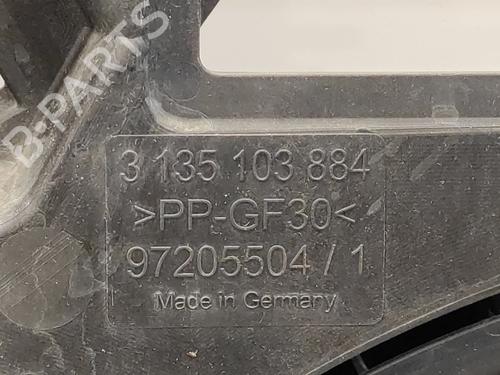 B-PARTS
3 135 103 884
>PP-GF30<
97205504 / 1
Made in Germany